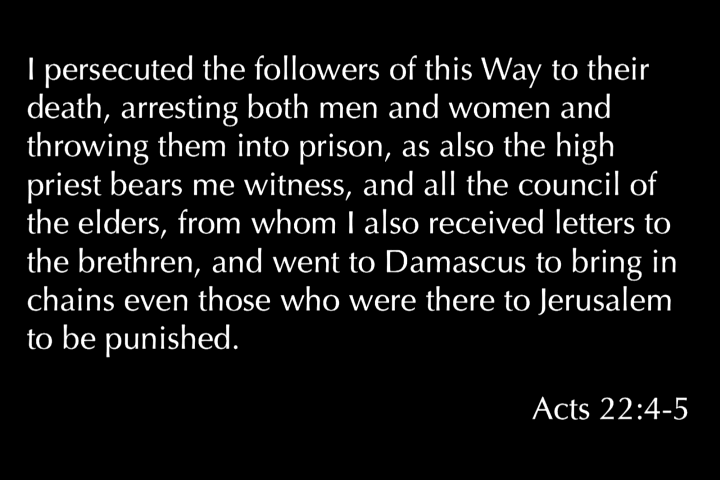 I persecuted the followers of this Way to their
death, arresting both men and women and
throwing them into prison, as also the high
priest bears me witness, and all the council of
the elders, from whom I also received letters to
the brethren, and went to Damascus to bring in
chains even those who were there to Jerusalem
to be punished.
Acts 22:4-5